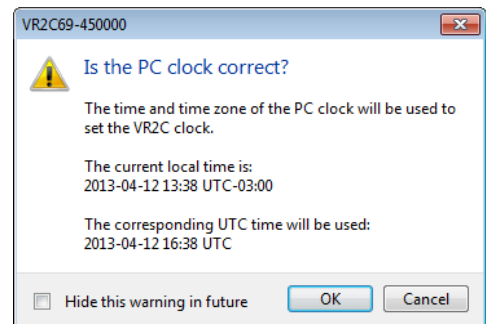 VR2C69-450000
Is the PC clock correct?
The time and time zone of the PC clock will be used to
set the VR2C clock.
The current local time is:
2013-04-12 13:38 UTC-03:00
The corresponding UTC time will be used:
2013-04-12 16:38 UTC
Hide this warning in future OK Cancel